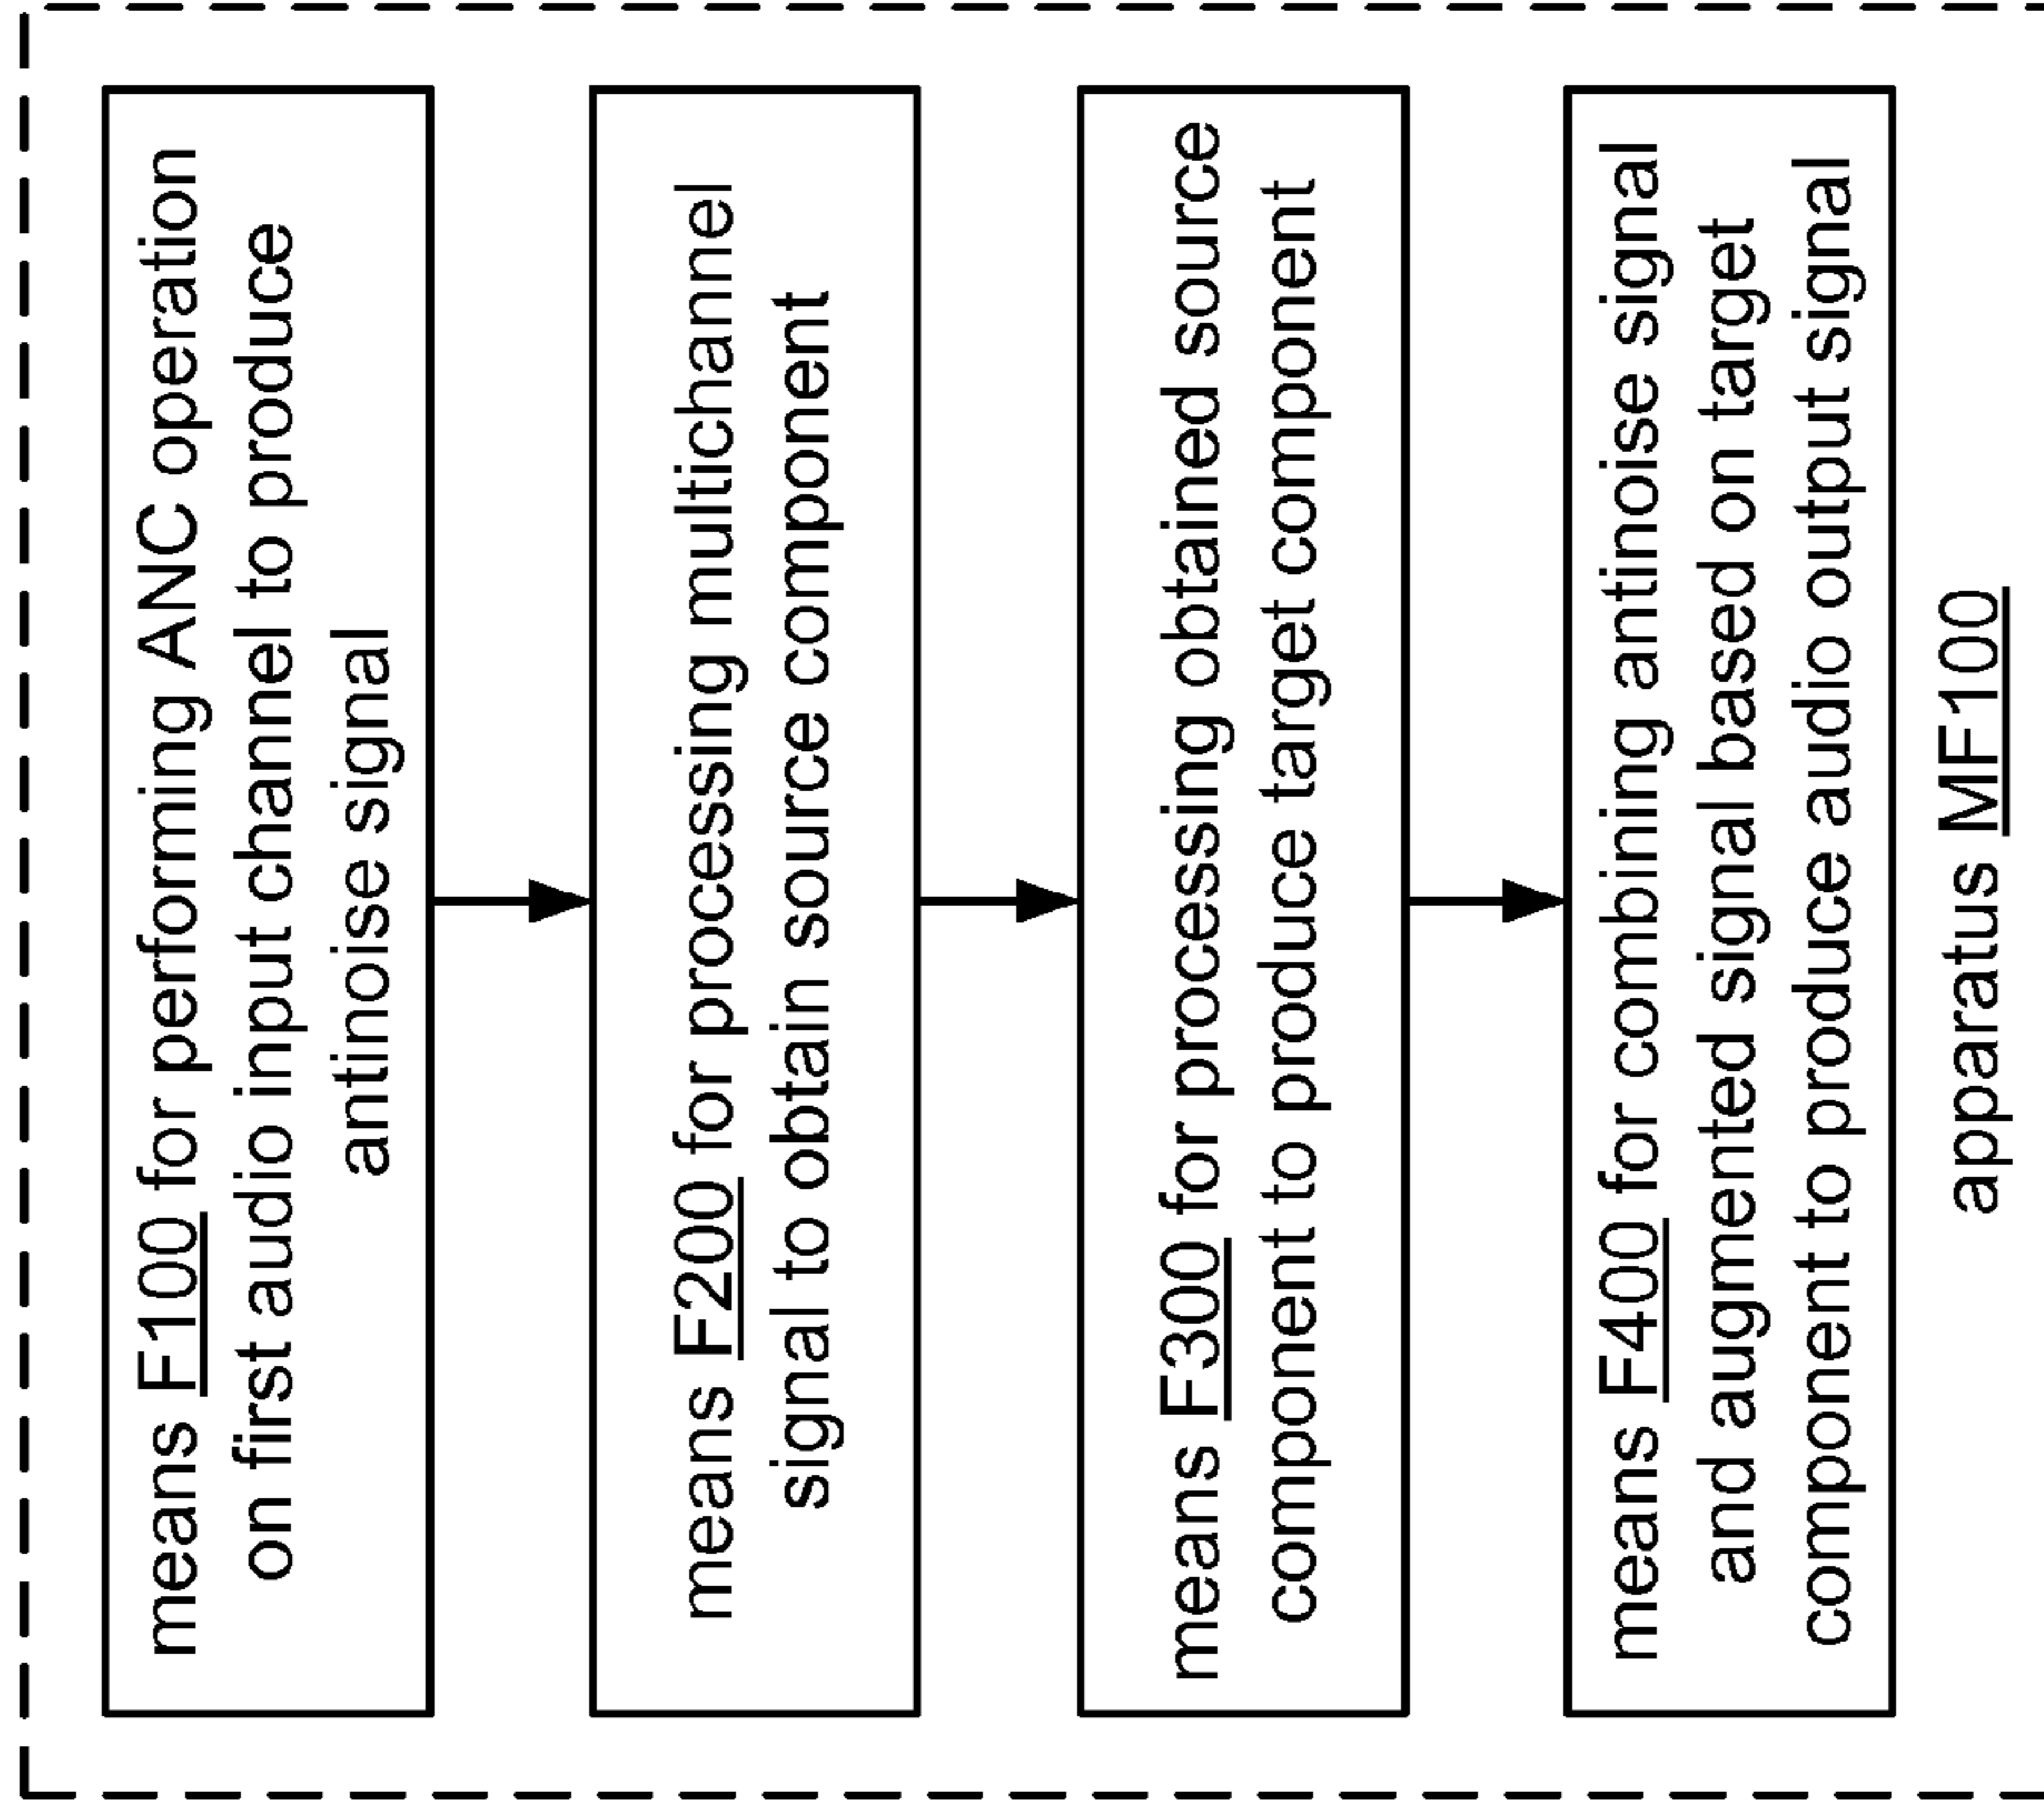 means F100 for performing ANC operation
on first audio input channel to produce
antinoise signal
means F200 for processing multichannel
signal to obtain source component
means F300 for processing obtained source
component to produce target component
means F400 for combining antinoise signal
and augmented signal based on target
component to produce audio output signal
apparatus MF100